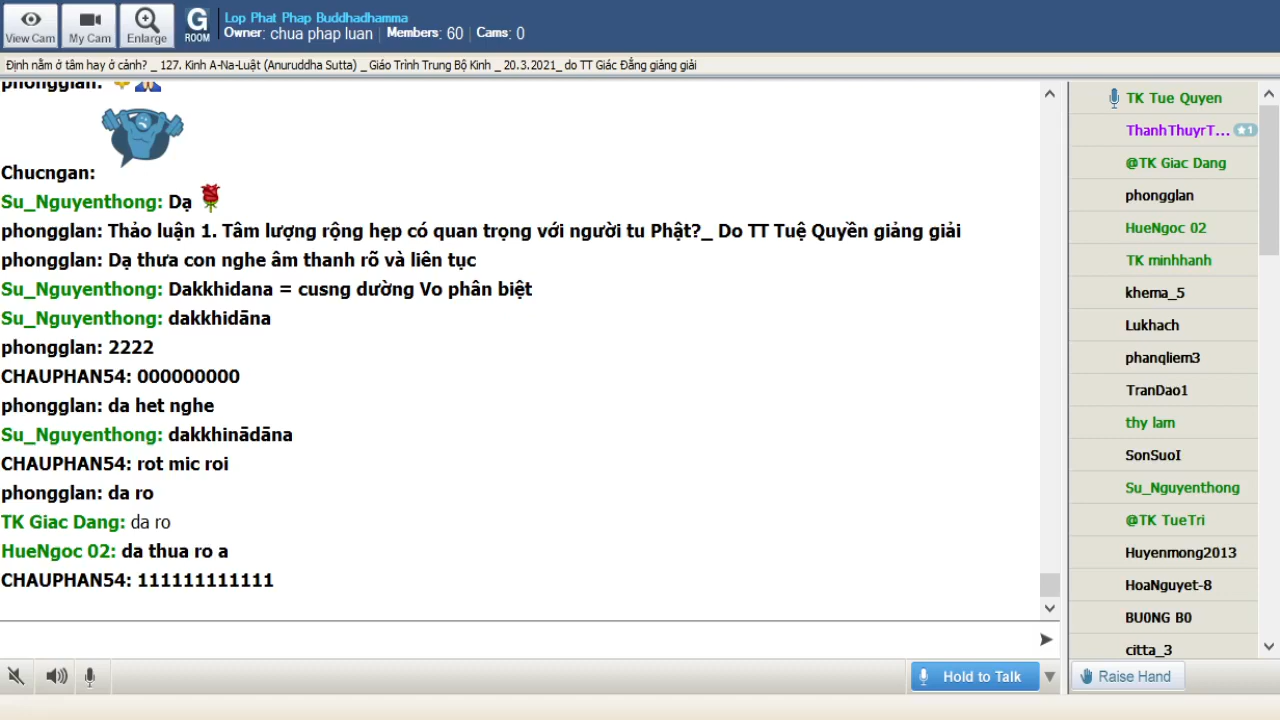 View Cam
My Cam
Enlarge
G
ROOM
Lop Phat Phap Buddhadhamma
Owner: chua phap luan | Members: 60 | Cams: 0
Định nằm ở tâm hay ở cảnh? _ 127. Kinh A-Na-Luật (Anuruddha Sutta) _ Giáo Trình Trung Bộ Kinh _ 20.3.2021_ do TT Giác Đẳng giảng giải
phongglan:
Chucngan:
Su_Nguyenthong: Dạ
phongglan: Thảo luận 1. Tâm lượng rộng hẹp có quan trọng với người tu Phật?_ Do TT Tuệ Quyền giảng giải
phongglan: Dạ thưa con nghe âm thanh rõ và liên tục
Su_Nguyenthong: Dakkhidana = cusng dường Vo phân biệt
Su_Nguyenthong: dakkhidāna
phongglan: 2222
CHAUPHAN54: 000000000
phongglan: da het nghe
Su_Nguyenthong: dakkhinādāna
CHAUPHAN54: rot mic roi
phongglan: da ro
TK Giac Dang: da ro
HueNgoc 02: da thua ro a
CHAUPHAN54: 111111111111
Hold to Talk
TK Tue Quyen
ThanhThuyrT... ★1
@TK Giac Dang
phongglan
HueNgoc 02
TK minhhanh
khema_5
Lukhach
phanqliem3
TranDao1
thy lam
SonSuoI
Su_Nguyenthong
@TK TueTri
Huyenmong2013
HoaNguyet-8
BU0NG B0
citta_3
Raise Hand